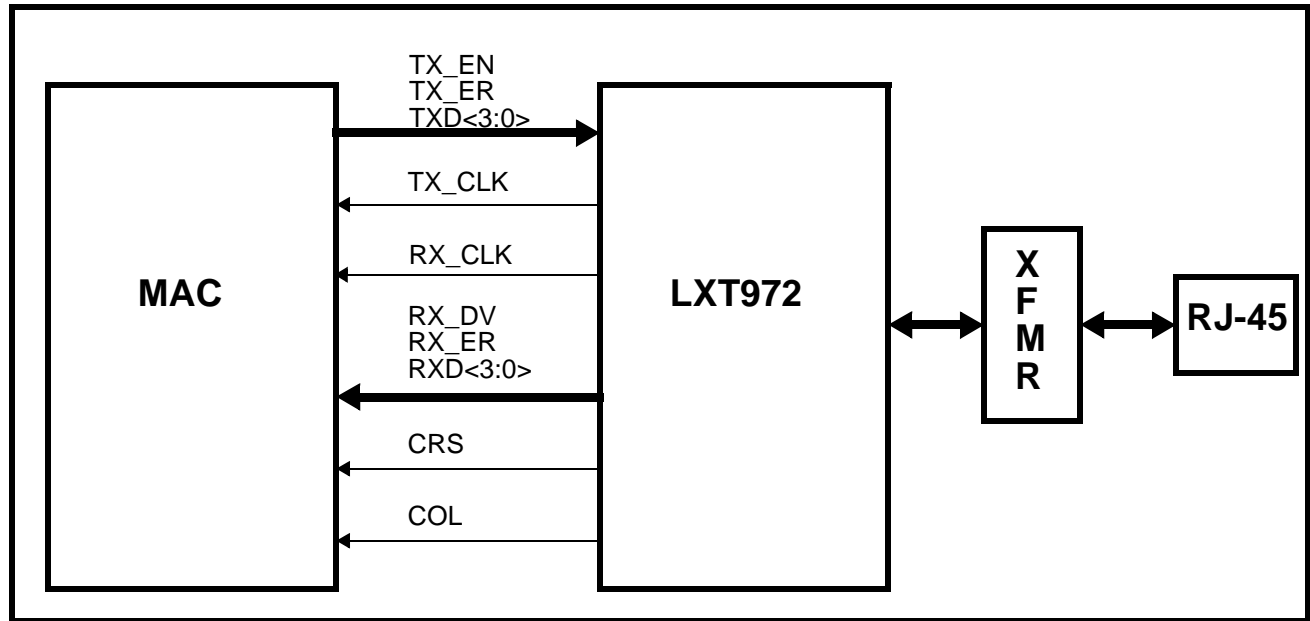 MAC
TX_EN
TX_ER
TXD<3:0>
TX_CLK
RX_CLK
RX_DV
RX_ER
RXD<3:0>
CRS
COL
LXT972
X
F
M
R
RJ-45